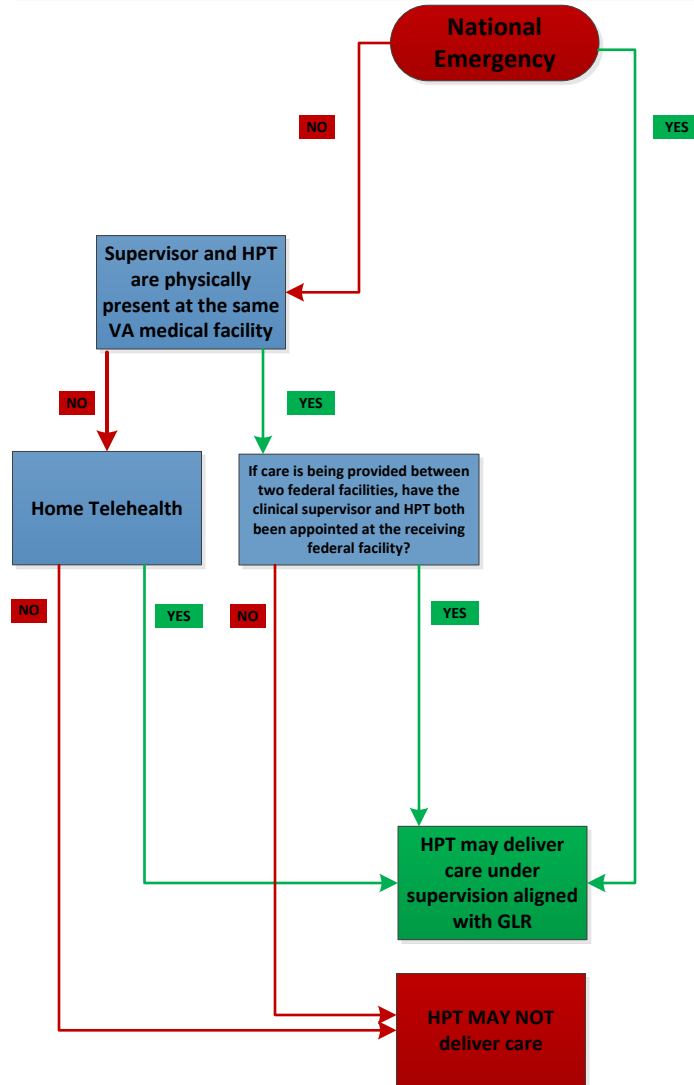 National
Emergency
NO
YES
Supervisor and HPT
are physically
present at the same
VA medical facility
NO
YES
Home Telehealth
If care is being provided between
two federal facilities, have the
clinical supervisor and HPT both
been appointed at the receiving
federal facility?
NO
YES
NO
YES
HPT may deliver
care under
supervision aligned
with GLR
HPT MAY NOT
deliver care